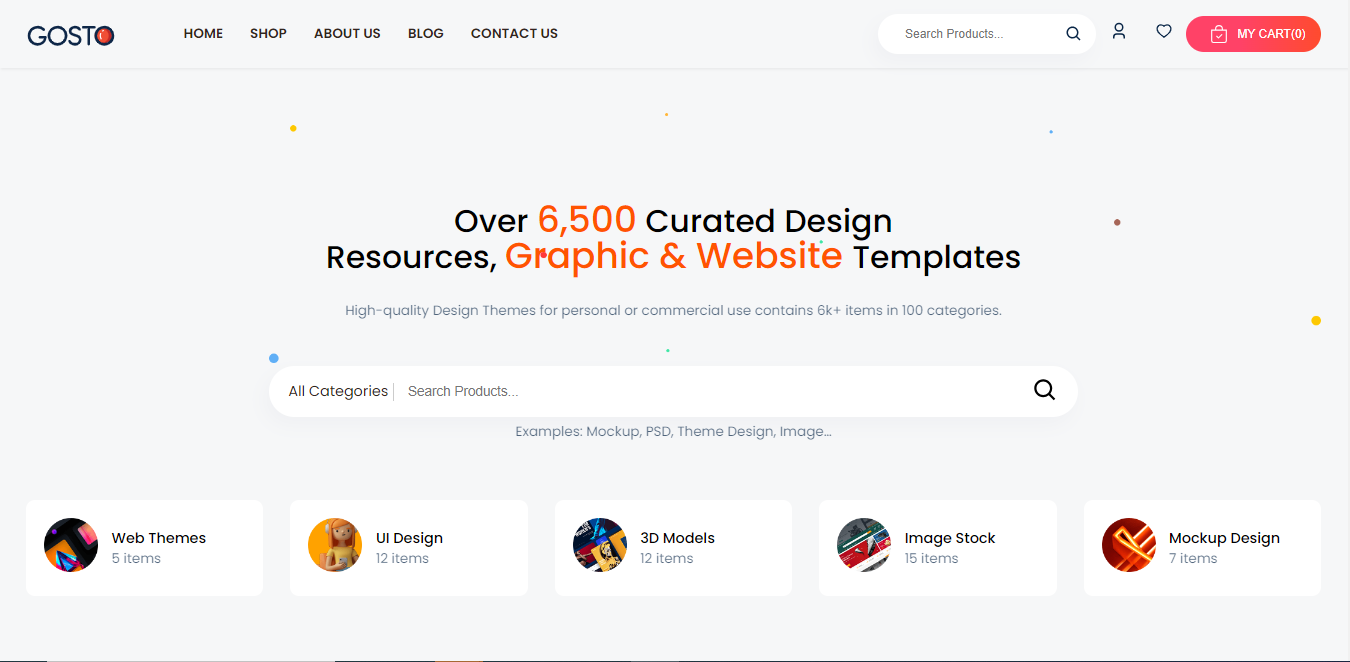 GOSTO
HOME SHOP ABOUT US BLOG CONTACT US
Search Products...
MY CART(0)
Over 6,500 Curated Design
Resources, Graphic & Website Templates
High-quality Design Themes for personal or commercial use contains 6k+ items in 100 categories.
All Categories
Search Products...
Examples: Mockup, PSD, Theme Design, Image…
Web Themes
5 items
UI Design
12 items
3D Models
12 items
Image Stock
15 items
Mockup Design
7 items